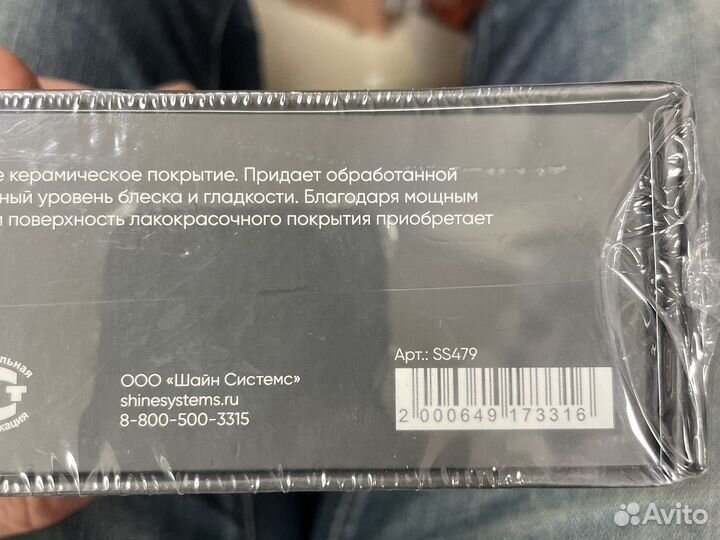 керамическое покрытие. Придает обработанной
уровень блеска и гладкости. Благодаря мощным
поверхность лакокрасочного покрытия приобретает
Арт.: SS479
ООО «Шайн Системс»
shinesystems.ru
8-800-500-3315
2 000649 173316
Avito